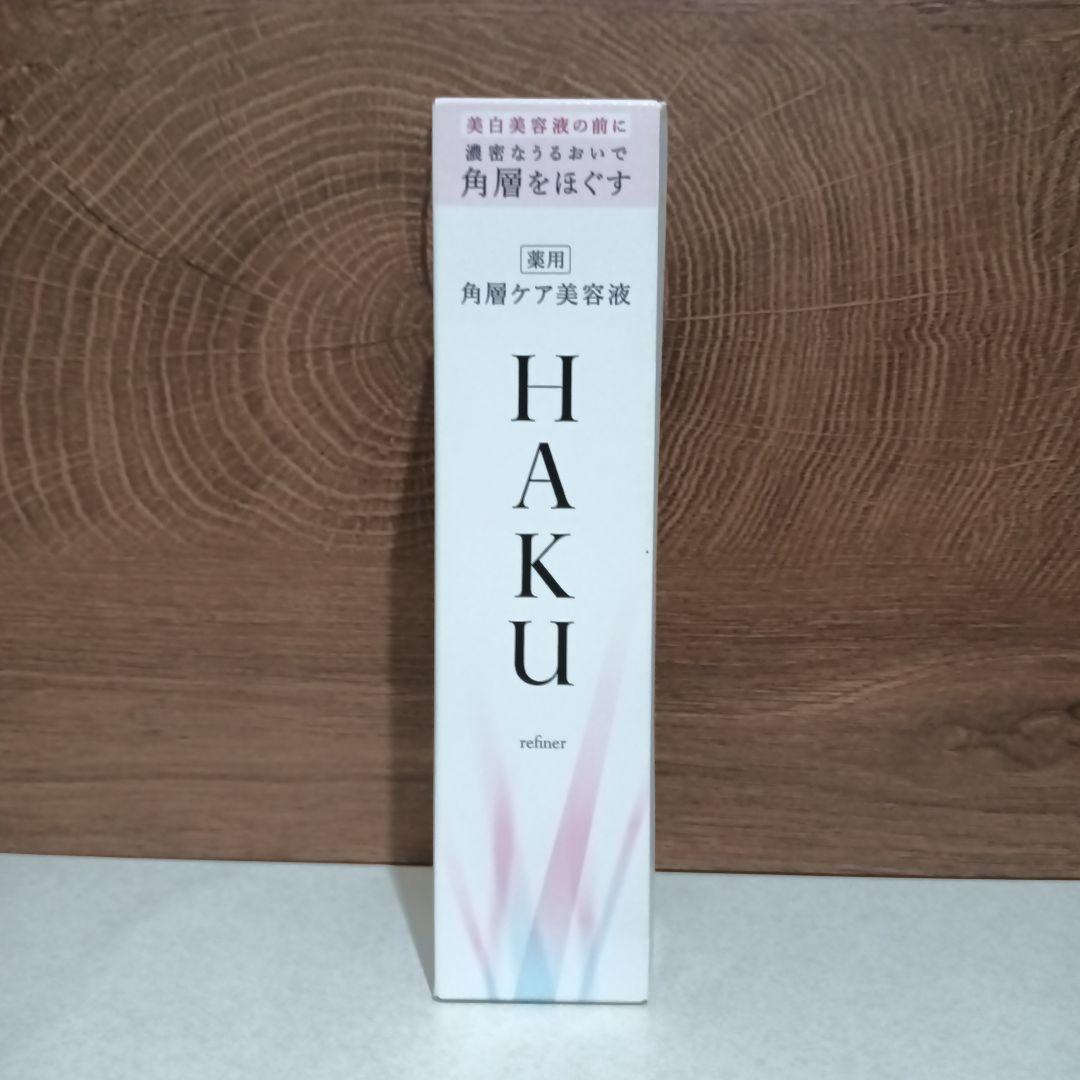 美白美容液の前に
濃密なうるおいで
角層をほぐす
薬用
角層ケア美容液
HAKU
refiner